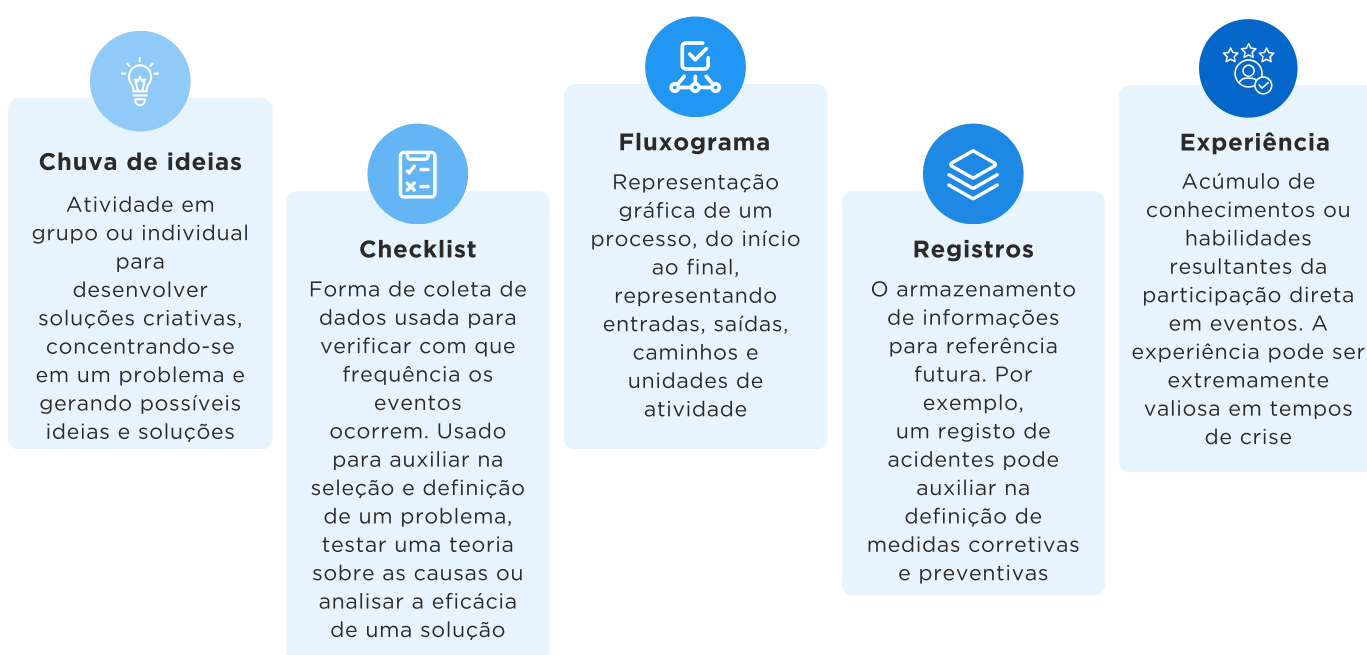 Chuva de ideias
Atividade em
grupo ou individual
para
desenvolver
soluções criativas,
concentrando-se
em um problema e
gerando possíveis
ideias e soluções
Checklist
Forma de coleta de
dados usada para
verificar com que
frequência os
eventos
ocorrem. Usado
para auxiliar na
seleção e definição
de um problema,
testar uma teoria
sobre as causas ou
analisar a eficácia
de uma solução
Fluxograma
Representação
gráfica de um
processo, do início
ao final,
representando
entradas, saídas,
caminhos e
unidades de
atividade
Registros
O armazenamento
de informações
para referência
futura. Por
exemplo,
um registo de
acidentes pode
auxiliar na
definição de
medidas corretivas
e preventivas
Experiência
Acúmulo de
conhecimentos ou
habilidades
resultantes da
participação direta
em eventos. A
experiência pode ser
extremamente
valiosa em tempos
de crise